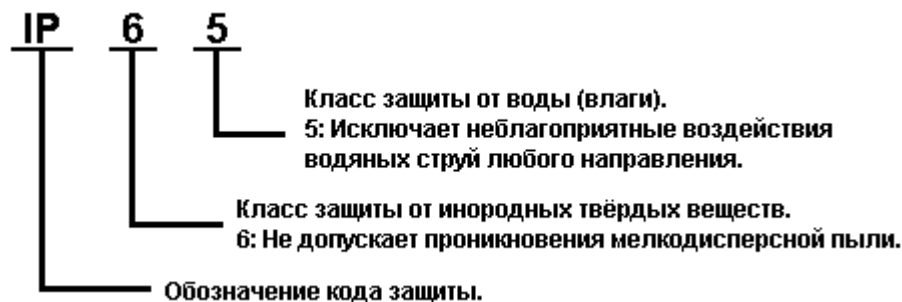 IP 6 5
Класс защиты от воды (влаги).
5: Исключает неблагоприятные воздействия
водяных струй любого направления.
Класс защиты от инородных твёрдых веществ.
6: Не допускает проникновения мелкодисперсной пыли.
Обозначение кода защиты.